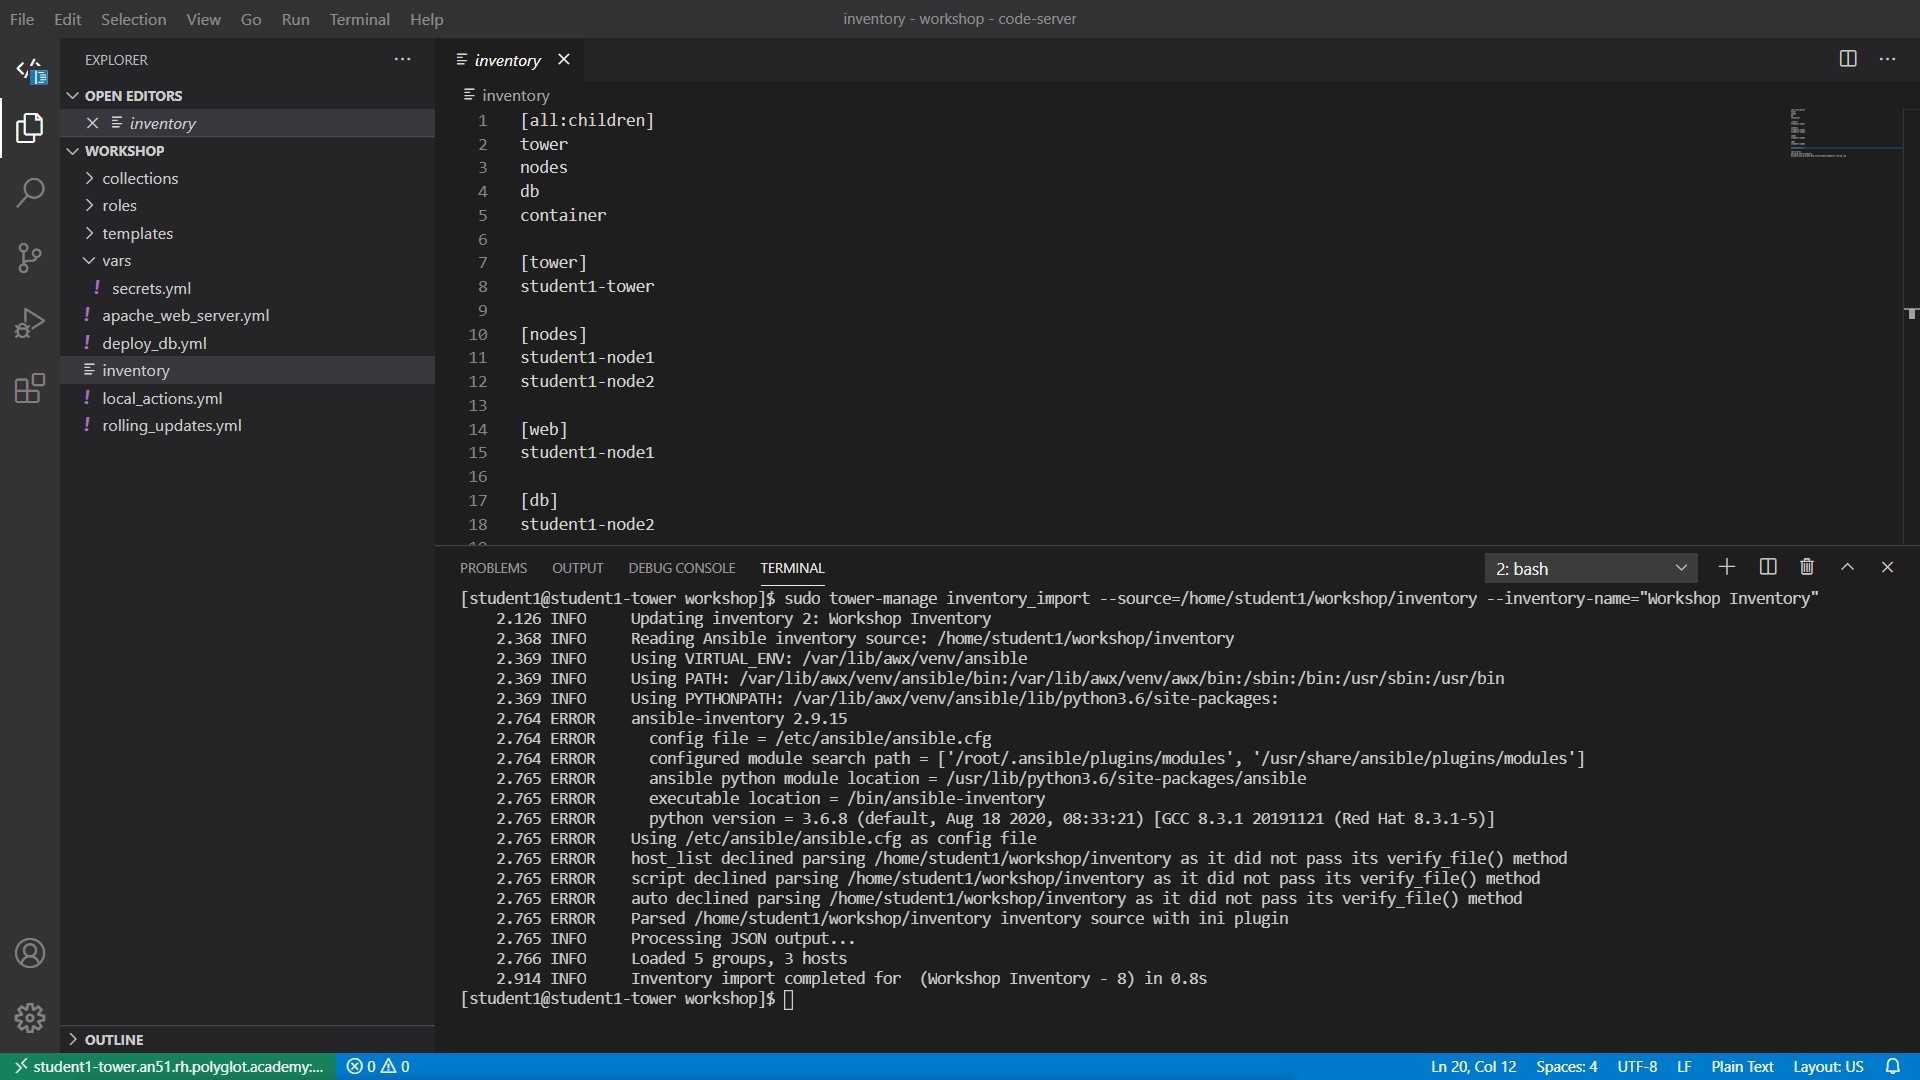 File Edit Selection View Go Run Terminal Help
inventory - workshop - code-server
EXPLORER
OPEN EDITORS
inventory
WORKSHOP
collections
roles
templates
vars
secrets.yml
apache_web_server.yml
deploy_db.yml
inventory
local_actions.yml
rolling_updates.yml
OUTLINE
inventory
inventory
1 [all:children]
2 tower
3 nodes
4 db
5 container
6
7 [tower]
8 student1-tower
9
10 [nodes]
11 student1-node1
12 student1-node2
13
14 [web]
15 student1-node1
16
17 [db]
18 student1-node2
PROBLEMS OUTPUT DEBUG CONSOLE TERMINAL
2: bash
[student1@student1-tower workshop]$ sudo tower-manage inventory_import --source=/home/student1/workshop/inventory --inventory-name="Workshop Inventory"
2.126 INFO Updating inventory 2: Workshop Inventory
2.368 INFO Reading Ansible inventory source: /home/student1/workshop/inventory
2.369 INFO Using VIRTUAL_ENV: /var/lib/awx/venv/ansible
2.369 INFO Using PATH: /var/lib/awx/venv/ansible/bin:/var/lib/awx/venv/awx/bin:/sbin:/bin:/usr/sbin:/usr/bin
2.369 INFO Using PYTHONPATH: /var/lib/awx/venv/ansible/lib/python3.6/site-packages:
2.764 ERROR ansible-inventory 2.9.15
2.764 ERROR config file = /etc/ansible/ansible.cfg
2.764 ERROR configured module search path = ['/root/.ansible/plugins/modules', '/usr/share/ansible/plugins/modules']
2.765 ERROR ansible python module location = /usr/lib/python3.6/site-packages/ansible
2.765 ERROR executable location = /bin/ansible-inventory
2.765 ERROR python version = 3.6.8 (default, Aug 18 2020, 08:33:21) [GCC 8.3.1 20191121 (Red Hat 8.3.1-5)]
2.765 ERROR Using /etc/ansible/ansible.cfg as config file
2.765 ERROR host_list declined parsing /home/student1/workshop/inventory as it did not pass its verify_file() method
2.765 ERROR script declined parsing /home/student1/workshop/inventory as it did not pass its verify_file() method
2.765 ERROR auto declined parsing /home/student1/workshop/inventory as it did not pass its verify_file() method
2.765 ERROR Parsed /home/student1/workshop/inventory inventory source with ini plugin
2.765 INFO Processing JSON output...
2.766 INFO Loaded 5 groups, 3 hosts
2.914 INFO Inventory import completed for (Workshop Inventory - 8) in 0.8s
[student1@student1-tower workshop]$
student1-tower.an51.rh.polyglot.academy:... 0 0 Ln 20, Col 12 Spaces: 4 UTF-8 LF Plain Text Layout: US